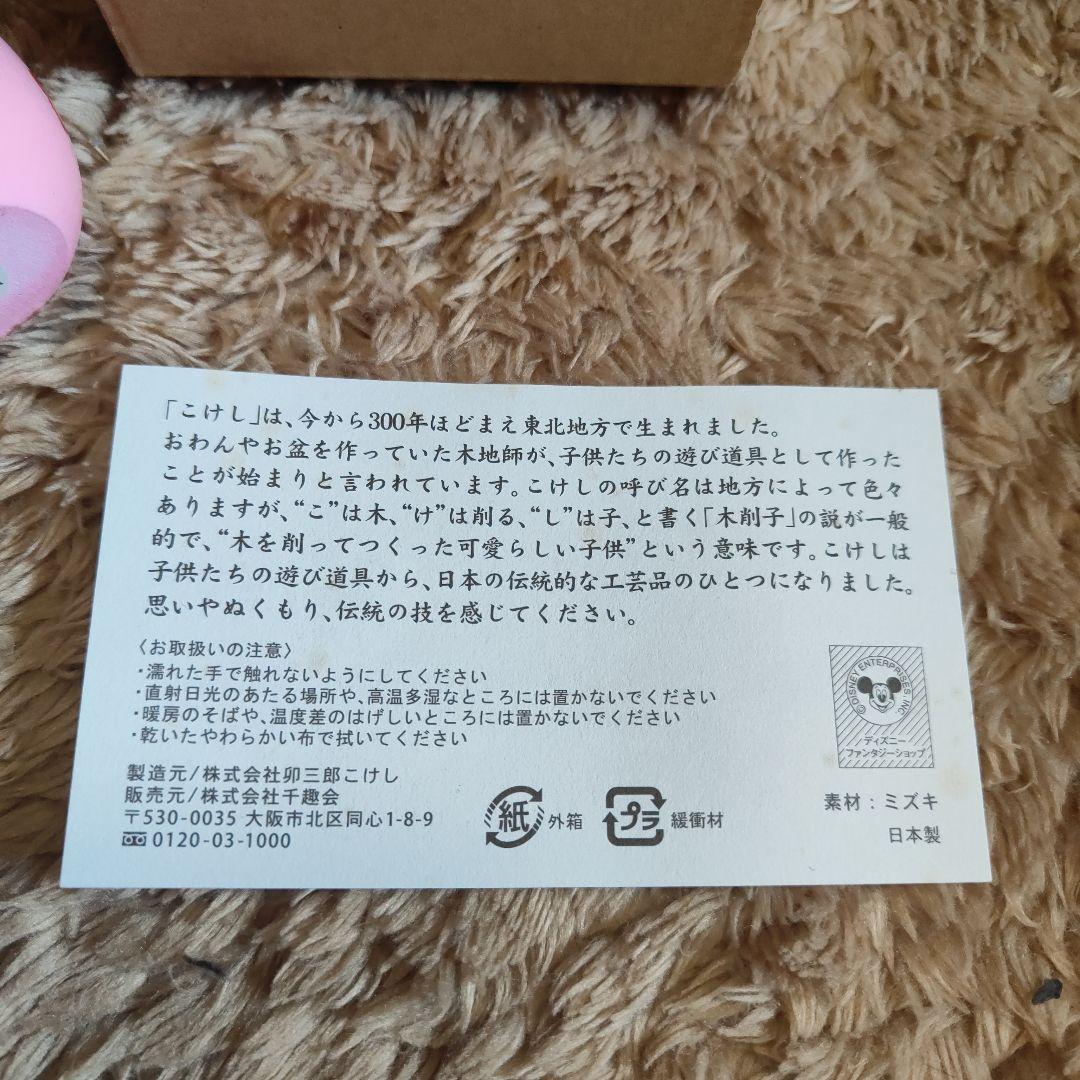 「こけし」は、今から300年ほどまえ東北地方で生まれました。
おわんやお盆を作っていた木地師が、子供たちの遊び道具として作った
ことが始まりと言われています。こけしの呼び名は地方によって色々
ありますが、“こ”は木、“け”は削る、“し”は子、と書く「木削子」の説が一般
的で、“木を削ってつくった可愛らしい子供”という意味です。こけしは
子供たちの遊び道具から、日本の伝統的な工芸品のひとつになりました。
思いやぬくもり、伝統の技を感じてください。
〈お取扱いの注意〉
・濡れた手で触れないようにしてください
・直射日光のあたる場所や、高温多湿なところには置かないでください
・暖房のそばや、温度差のはげしいところには置かないでください
・乾いたやわらかい布で拭いてください
©DISNEY ENTERPRISES, INC.
ディズニー
ファンタジーショップ
製造元/株式会社卯三郎こけし
販売元/株式会社千趣会
〒530-0035 大阪市北区同心1-8-9
0120-03-1000
紙 外箱
プラ 緩衝材
素材：ミズキ
日本製